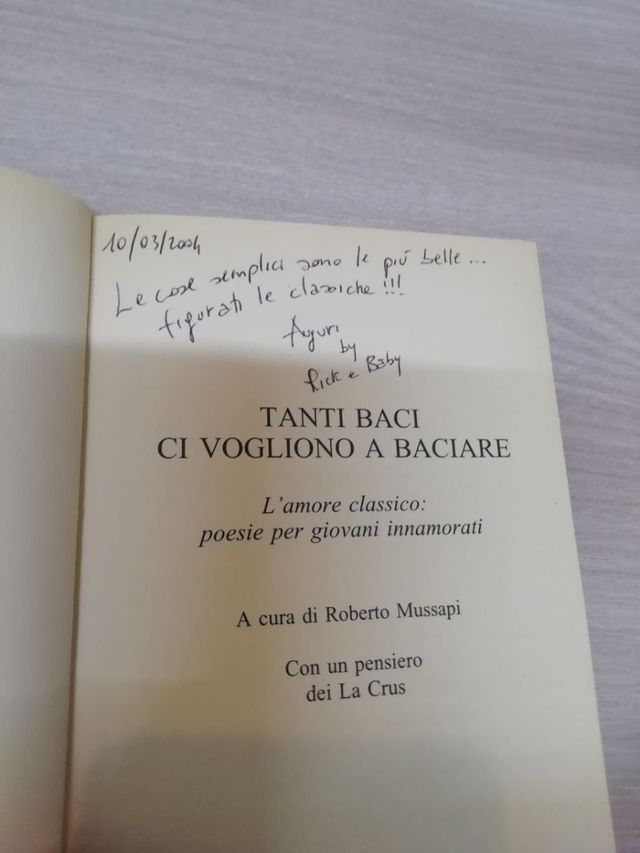 10/03/2004
Le cose semplici sono le più belle...
figurati le classiche!!!
Auguri
by
Rick e Baby
TANTI BACI
CI VOGLIONO A BACIARE
L'amore classico:
poesie per giovani innamorati
A cura di Roberto Mussapi
Con un pensiero
dei La Crus